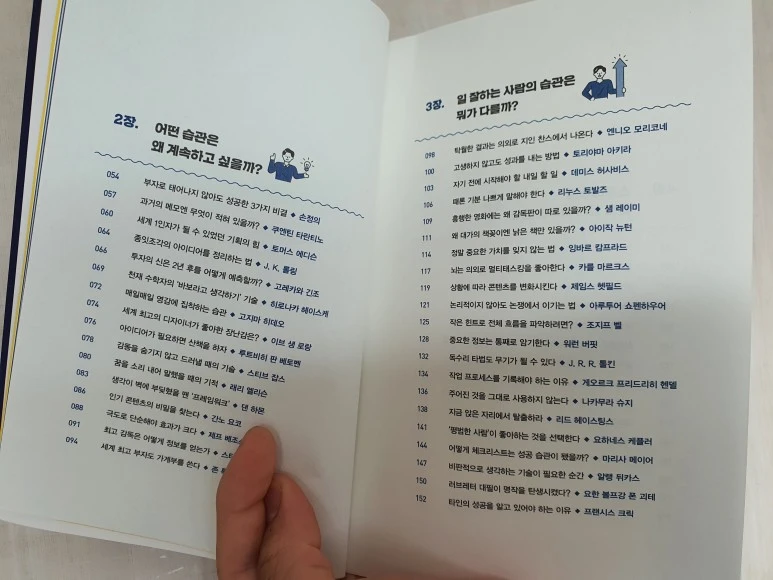 2장. 어떤 습관은
왜 계속하고 싶을까?
054 부자로 태어나지 않아도 성공한 3가지 비결 ◆ 손정의
057 과거의 메모엔 무엇이 적혀 있을까? ◆ 쿠엔틴 타란티노
060 세계 1인자가 될 수 있었던 기획의 힘 ◆ 토머스 에디슨
064 종잇조각의 아이디어를 정리하는 법 ◆ J. K. 롤링
066 투자의 신은 2년 후를 어떻게 예측할까? ◆ 고레카와 긴조
069 천재 수학자의 '바보라고 생각하기' 기술 ◆ 히로나카 헤이스케
072 매일매일 영감에 집착하는 습관 ◆ 고지마 히데오
074 세계 최고의 디자이너가 좋아한 장난감은? ◆ 이브 생 로랑
076 아이디어가 필요하면 산책을 하자 ◆ 루트비히 판 베토벤
078 감동을 숨기지 않고 드러낼 때의 기술 ◆ 스티브 잡스
080 꿈을 소리 내어 말했을 때의 기적 ◆ 래리 엘리슨
083 생각이 벽에 부딪혔을 땐 '프레임워크' ◆ 댄 하몬
086 인기 콘텐츠의 비밀을 찾는다 ◆ 간노 요코
088 극도로 단순해야 효과가 크다 ◆ 제프
091 최고 감독은 어떻게 정보를 얻는가 ◆
094 세계 최고 부자도 가계부를 쓴다 ◆ 존
3장. 일 잘하는 사람의 습관은
뭐가 다를까?
098 탁월한 결과는 의외로 지인 찬스에서 나온다 ◆ 엔니오 모리코네
100 고생하지 않고도 성과를 내는 방법 ◆ 토리야마 아키라
103 자기 전에 시작해야 할 내일 할 일 ◆ 데미스 허사비스
106 때론 기분 나쁘게 말해야 한다 ◆ 리누스 토발즈
109 흥행한 영화에는 왜 감독판이 따로 있을까? ◆ 샘 레이미
111 왜 대가의 책꽂이엔 낡은 책만 있을까? ◆ 아이작 뉴턴
114 정말 중요한 가치를 잊지 않는 법 ◆ 잉바르 캄프라드
117 뇌는 의외로 멀티태스킹을 좋아한다 ◆ 카를 마르크스
119 상황에 따라 콘텐츠를 변화시킨다 ◆ 제임스 헷필드
121 논리적이지 않아도 논쟁에서 이기는 법 ◆ 아루투어 쇼펜하우어
125 작은 힌트로 전체 흐름을 파악하려면? ◆ 조지프 벨
128 중요한 정보는 통째로 암기한다 ◆ 워런 버핏
132 독수리 타법도 무기가 될 수 있다 ◆ J. R. R. 톨킨
134 작업 프로세스를 기록해야 하는 이유 ◆ 게오르크 프리드리히 헨델
136 주어진 것을 그대로 사용하지 않는다 ◆ 나카무라 슈지
138 지금 앉은 자리에서 탈출하라 ◆ 리드 헤이스팅스
141 '평범한 사람'이 좋아하는 것을 선택한다 ◆ 요하네스 케플러
144 어떻게 체크리스트는 성공 습관이 됐을까? ◆ 마리사 메이어
147 비판적으로 생각하는 기술이 필요한 순간 ◆ 알랭 뒤카스
150 러브레터 대필이 명작을 탄생시켰다? ◆ 요한 볼프강 폰 괴테
152 타인의 성공을 알고 있어야 하는 이유 ◆ 프랜시스 크릭